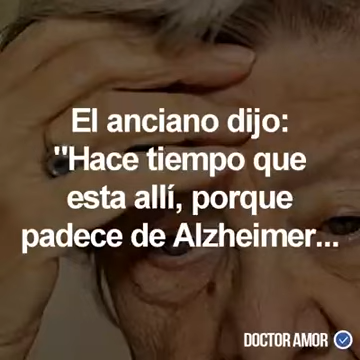 El anciano dijo:
"Hace tiempo que
esta allí, porque
padece de Alzheimer...
DOCTOR AMOR